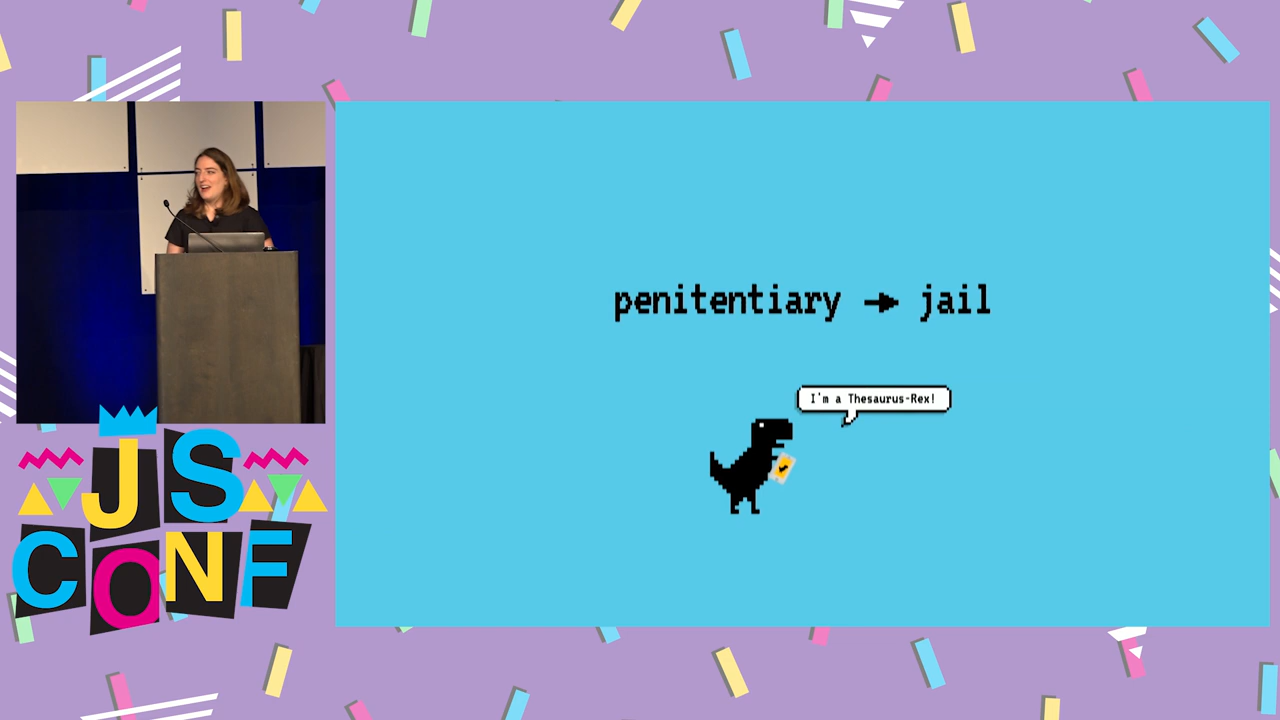 penitentiary → jail
I'm a Thesaurus-Rex!
JS
CONF